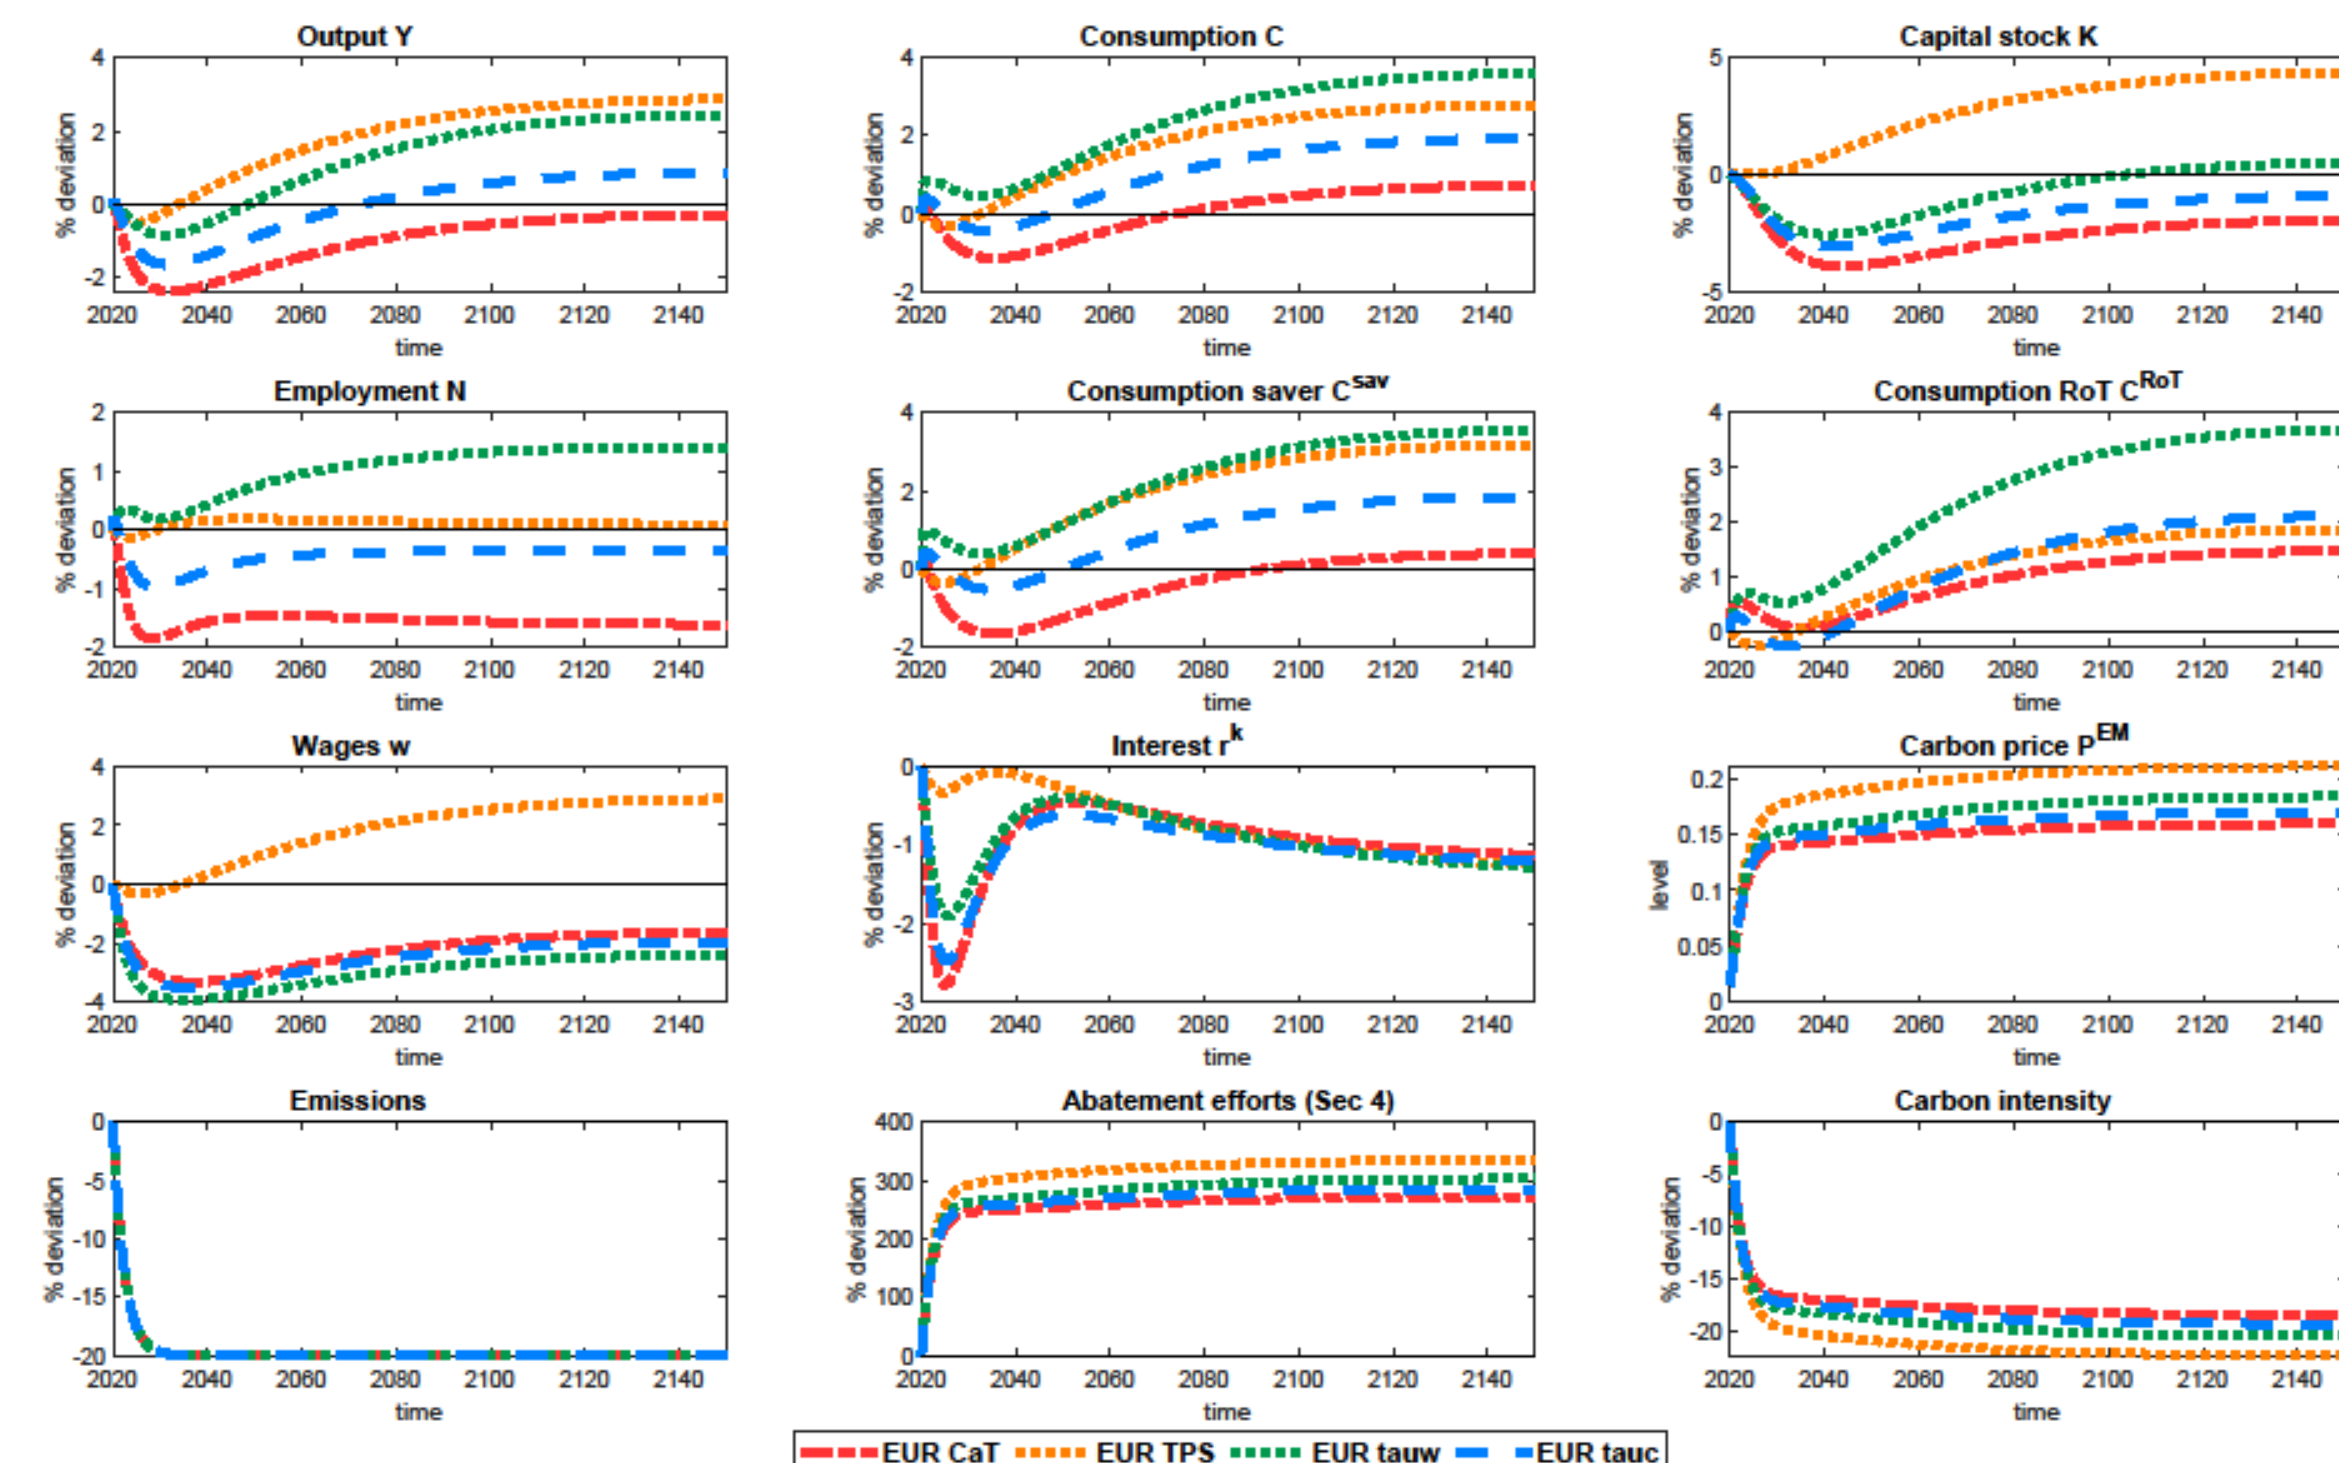 Output Y
Consumption C
Capital stock K
% deviation
4
2
0
-2
% deviation
4
2
0
-2
% deviation
5
0
-5
2020 2040 2060 2080 2100 2120 2140
2020 2040 2060 2080 2100 2120 2140
2020 2040 2060 2080 2100 2120 2140
time
time
time
Employment N
Consumption saver C^sav
Consumption RoT C^RoT
% deviation
2
1
0
-1
-2
% deviation
4
2
0
-2
% deviation
4
3
2
1
0
2020 2040 2060 2080 2100 2120 2140
2020 2040 2060 2080 2100 2120 2140
2020 2040 2060 2080 2100 2120 2140
time
time
time
Wages w
Interest r^k
Carbon price P^EM
% deviation
4
2
0
-2
-4
% deviation
0
-1
-2
-3
level
0.2
0.15
0.1
0.05
0
2020 2040 2060 2080 2100 2120 2140
2020 2040 2060 2080 2100 2120 2140
2020 2040 2060 2080 2100 2120 2140
time
time
time
Emissions
Abatement efforts (Sec 4)
Carbon intensity
% deviation
0
-5
-10
-15
-20
% deviation
400
300
200
100
0
% deviation
0
-5
-10
-15
-20
2020 2040 2060 2080 2100 2120 2140
2020 2040 2060 2080 2100 2120 2140
2020 2040 2060 2080 2100 2120 2140
time
time
time
EUR CaT EUR TPS EUR tauw EUR tauc